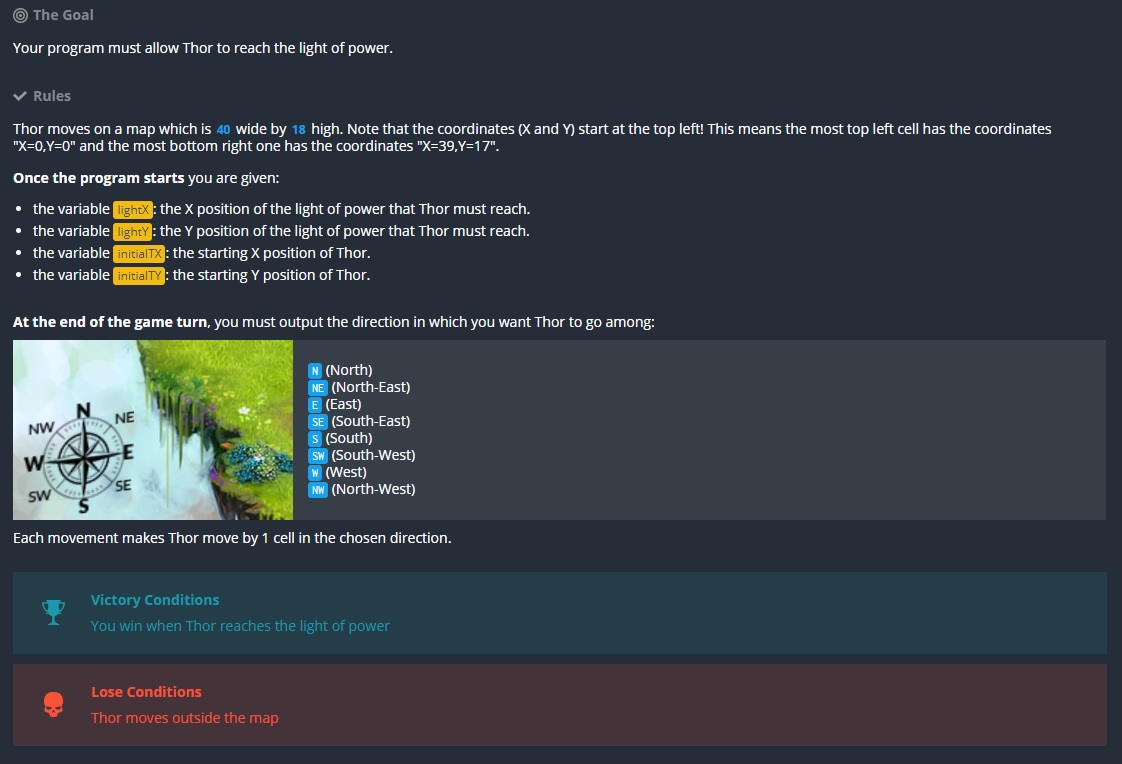 The Goal
Your program must allow Thor to reach the light of power.
Rules
Thor moves on a map which is 40 wide by 18 high. Note that the coordinates (X and Y) start at the top left! This means the most top left cell has the coordinates
"X=0,Y=0" and the most bottom right one has the coordinates "X=39,Y=17".
Once the program starts you are given:
• the variable lightX: the X position of the light of power that Thor must reach.
• the variable lightY: the Y position of the light of power that Thor must reach.
• the variable initialTX: the starting X position of Thor.
• the variable initialTY: the starting Y position of Thor.
At the end of the game turn, you must output the direction in which you want Thor to go among:
N
NW NE
W E
SW SE
S
N (North)
NE (North-East)
E (East)
SE (South-East)
S (South)
SW (South-West)
W (West)
NW (North-West)
Each movement makes Thor move by 1 cell in the chosen direction.
Victory Conditions
You win when Thor reaches the light of power
Lose Conditions
Thor moves outside the map